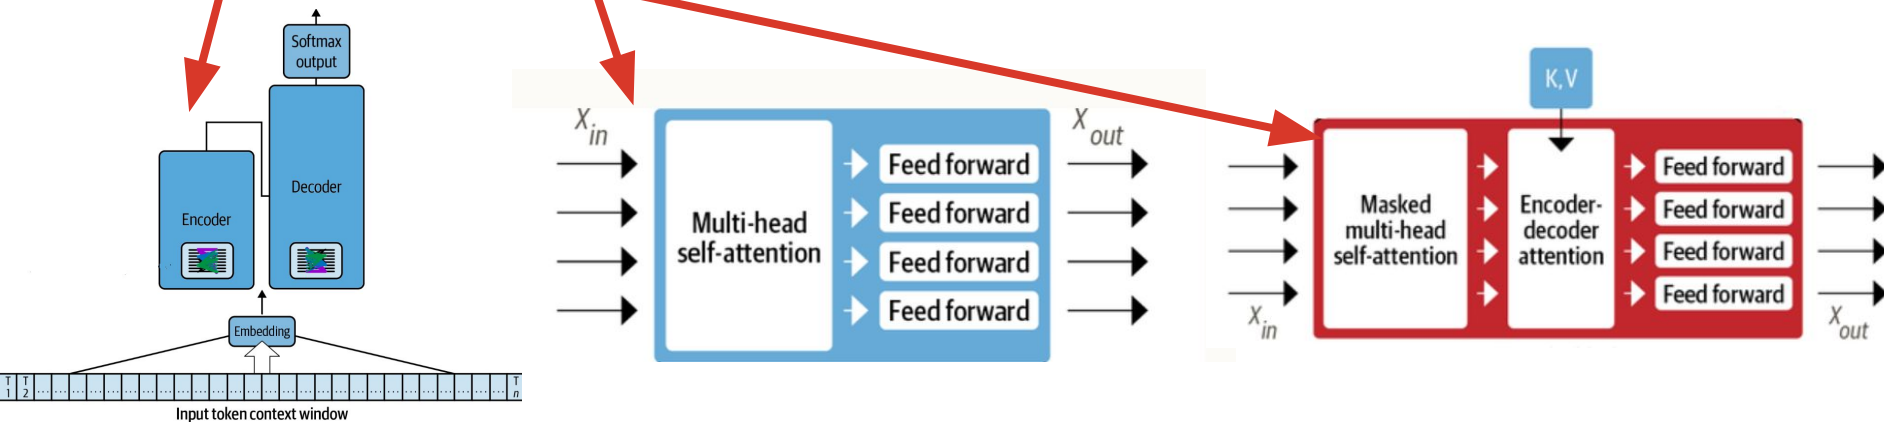 Softmax
output
Decoder
Encoder
Embedding
T
1
T
2
... ... ... ... ... ... ... ... ... ... ... ... ... ... ... ... ... ... ... ... ... ... ... ... ... ... ...
T
n
Input token context window
X in
Multi-head
self-attention
Feed forward
Feed forward
Feed forward
Feed forward
X out
K,V
Masked
multi-head
self-attention
Encoder-
decoder
attention
Feed forward
Feed forward
Feed forward
Feed forward
X in
X out